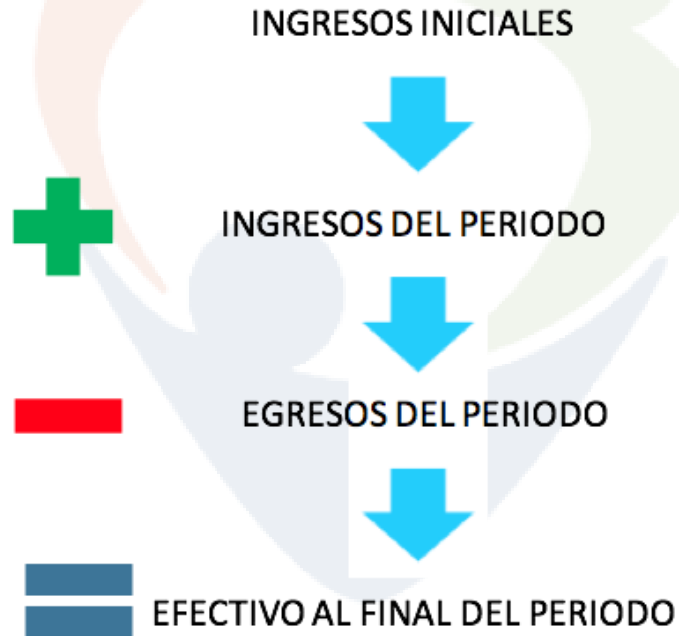 INGRESOS INICIALES
INGRESOS DEL PERIODO
EGRESOS DEL PERIODO
EFECTIVO AL FINAL DEL PERIODO